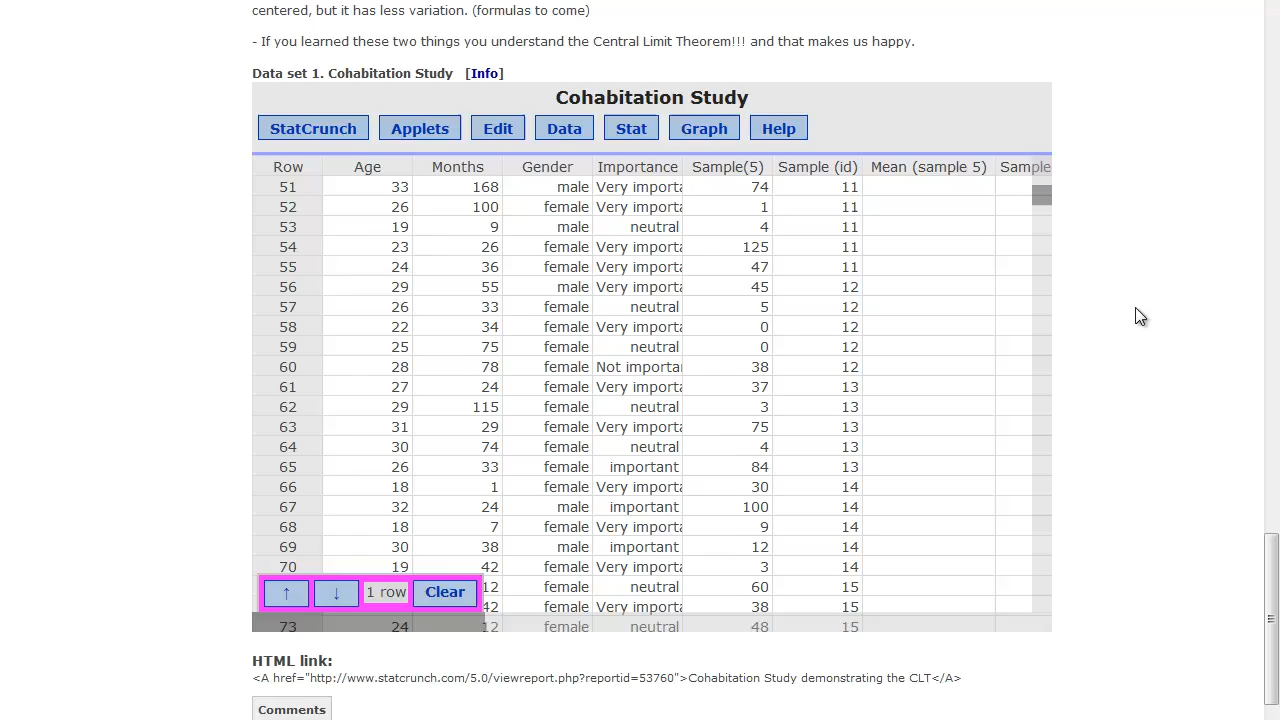 centered, but it has less variation. (formulas to come)
- If you learned these two things you understand the Central Limit Theorem!!! and that makes us happy.
Data set 1. Cohabitation Study [Info]
Cohabitation Study
StatCrunch Applets Edit Data Stat Graph Help
Row Age Months Gender Importance Sample(5) Sample (id) Mean (sample 5) Sample
51 33 168 male Very importa 74 11
52 26 100 female Very importa 1 11
53 19 9 male neutral 4 11
54 23 26 female Very importa 125 11
55 24 36 female Very importa 47 11
56 29 55 male Very importa 45 12
57 26 33 female neutral 5 12
58 22 34 female Very importa 0 12
59 25 75 female neutral 0 12
60 28 78 female Not importa 38 12
61 27 24 female Very importa 37 13
62 29 115 female neutral 3 13
63 31 29 female Very importa 75 13
64 30 74 female neutral 4 13
65 26 33 female important 84 13
66 18 1 female Very importa 30 14
67 32 24 male important 100 14
68 18 7 female Very importa 9 14
69 30 38 male important 12 14
70 19 42 female Very importa 3 14
↑ ↓ 1 row Clear 12 female neutral 60 15
42 female Very importa 38 15
73 24 12 female neutral 48 15
HTML link:
<A href="http://www.statcrunch.com/5.0/viewreport.php?reportid=53760">Cohabitation Study demonstrating the CLT</A>
Comments